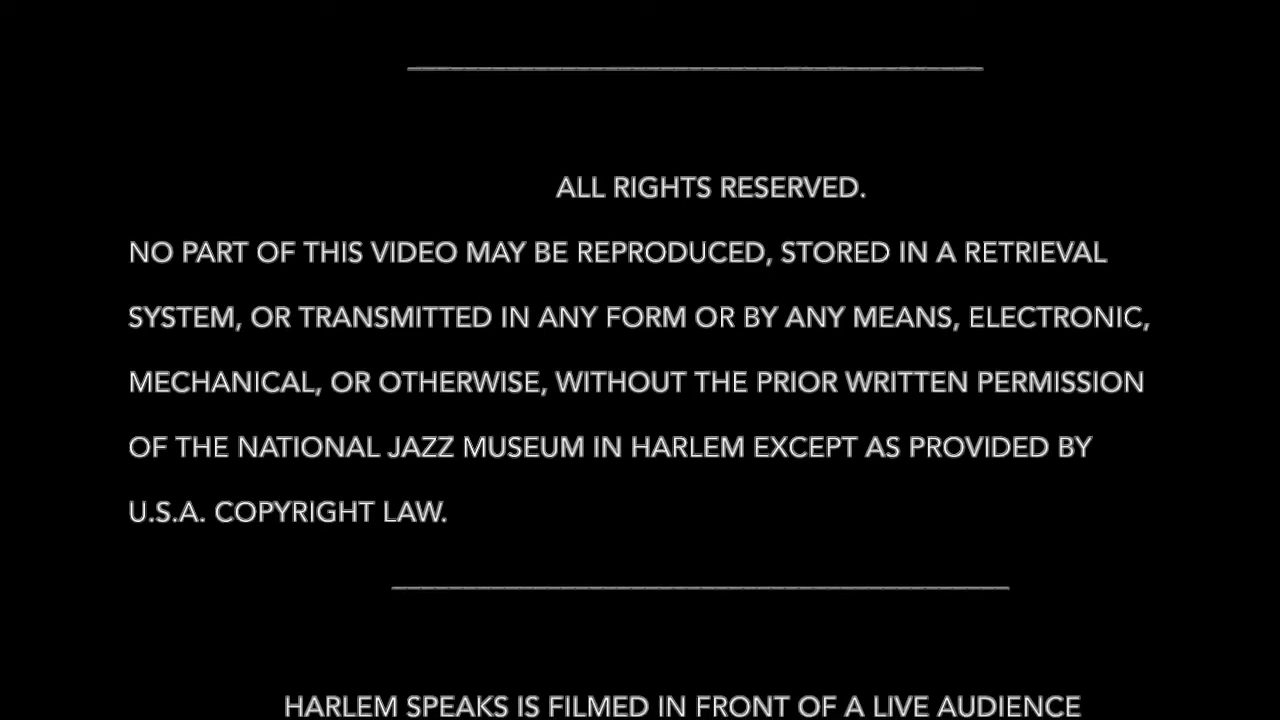 ALL RIGHTS RESERVED.
NO PART OF THIS VIDEO MAY BE REPRODUCED, STORED IN A RETRIEVAL
SYSTEM, OR TRANSMITTED IN ANY FORM OR BY ANY MEANS, ELECTRONIC,
MECHANICAL, OR OTHERWISE, WITHOUT THE PRIOR WRITTEN PERMISSION
OF THE NATIONAL JAZZ MUSEUM IN HARLEM EXCEPT AS PROVIDED BY
U.S.A. COPYRIGHT LAW.
HARLEM SPEAKS IS FILMED IN FRONT OF A LIVE AUDIENCE